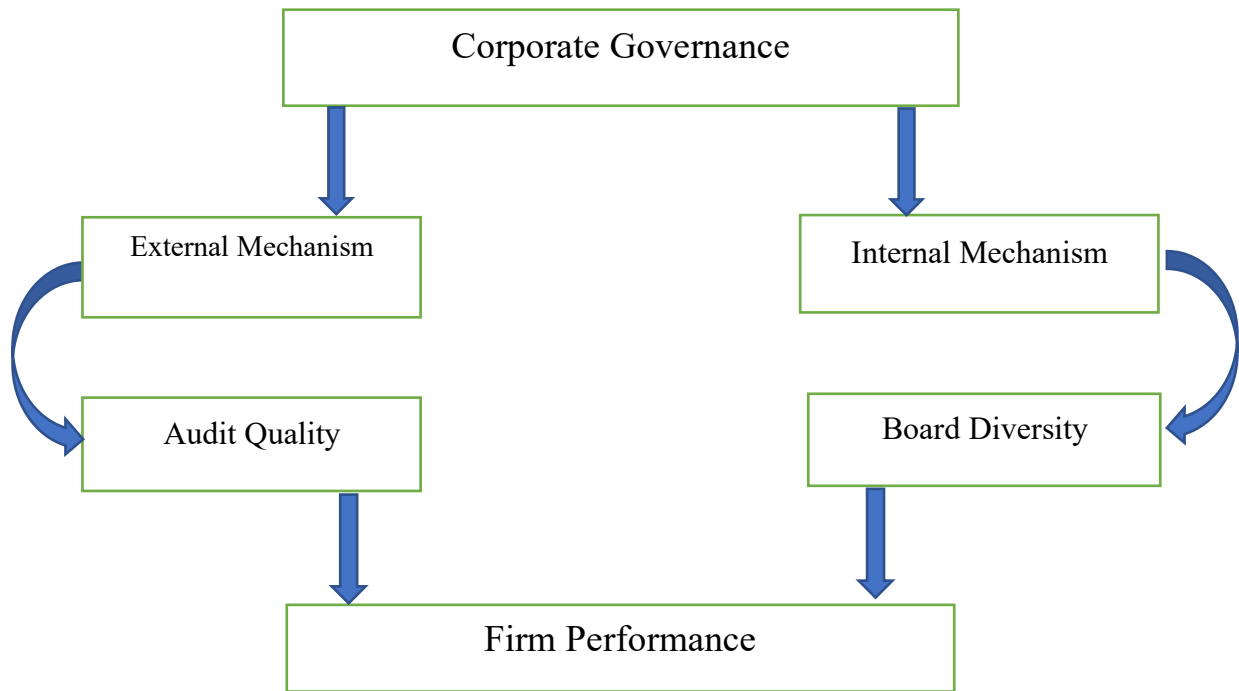 Corporate Governance
External Mechanism
Internal Mechanism
Audit Quality
Board Diversity
Firm Performance